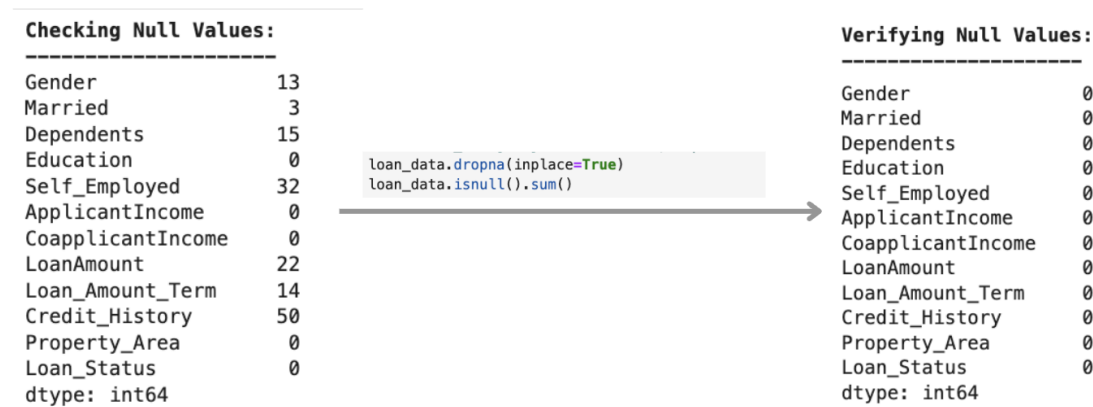 Checking Null Values:
----------------------
Gender 13
Married 3
Dependents 15
Education 0
Self_Employed 32
ApplicantIncome 0
CoapplicantIncome 0
LoanAmount 22
Loan_Amount_Term 14
Credit_History 50
Property_Area 0
Loan_Status 0
dtype: int64
loan_data.dropna(inplace=True)
loan_data.isnull().sum()
Verifying Null Values:
----------------------
Gender 0
Married 0
Dependents 0
Education 0
Self_Employed 0
ApplicantIncome 0
CoapplicantIncome 0
LoanAmount 0
Loan_Amount_Term 0
Credit_History 0
Property_Area 0
Loan_Status 0
dtype: int64